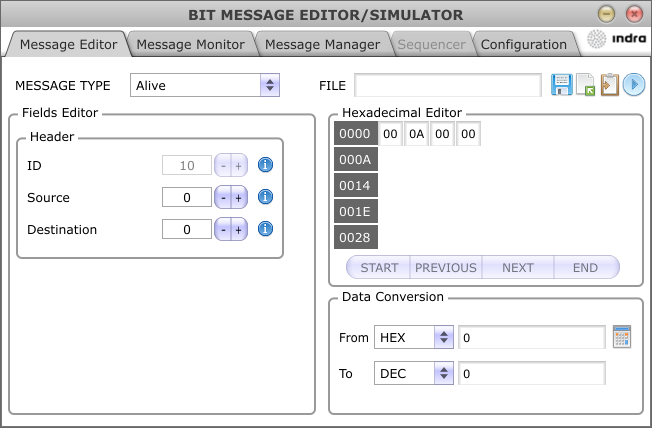 BIT MESSAGE EDITOR/SIMULATOR
Message Editor Message Monitor Message Manager Sequencer Configuration indra
MESSAGE TYPE Alive FILE
Fields Editor
Header
ID 10 - +
Source 0 - +
Destination 0 - +
Hexadecimal Editor
0000 00 0A 00 00
000A
0014
001E
0028
START PREVIOUS NEXT END
Data Conversion
From HEX 0
To DEC 0